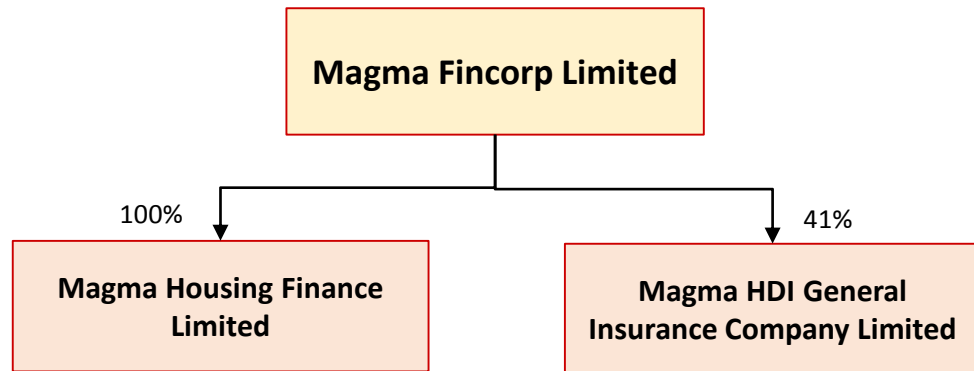 Magma Fincorp Limited
100%
41%
Magma Housing Finance
Limited
Magma HDI General
Insurance Company Limited